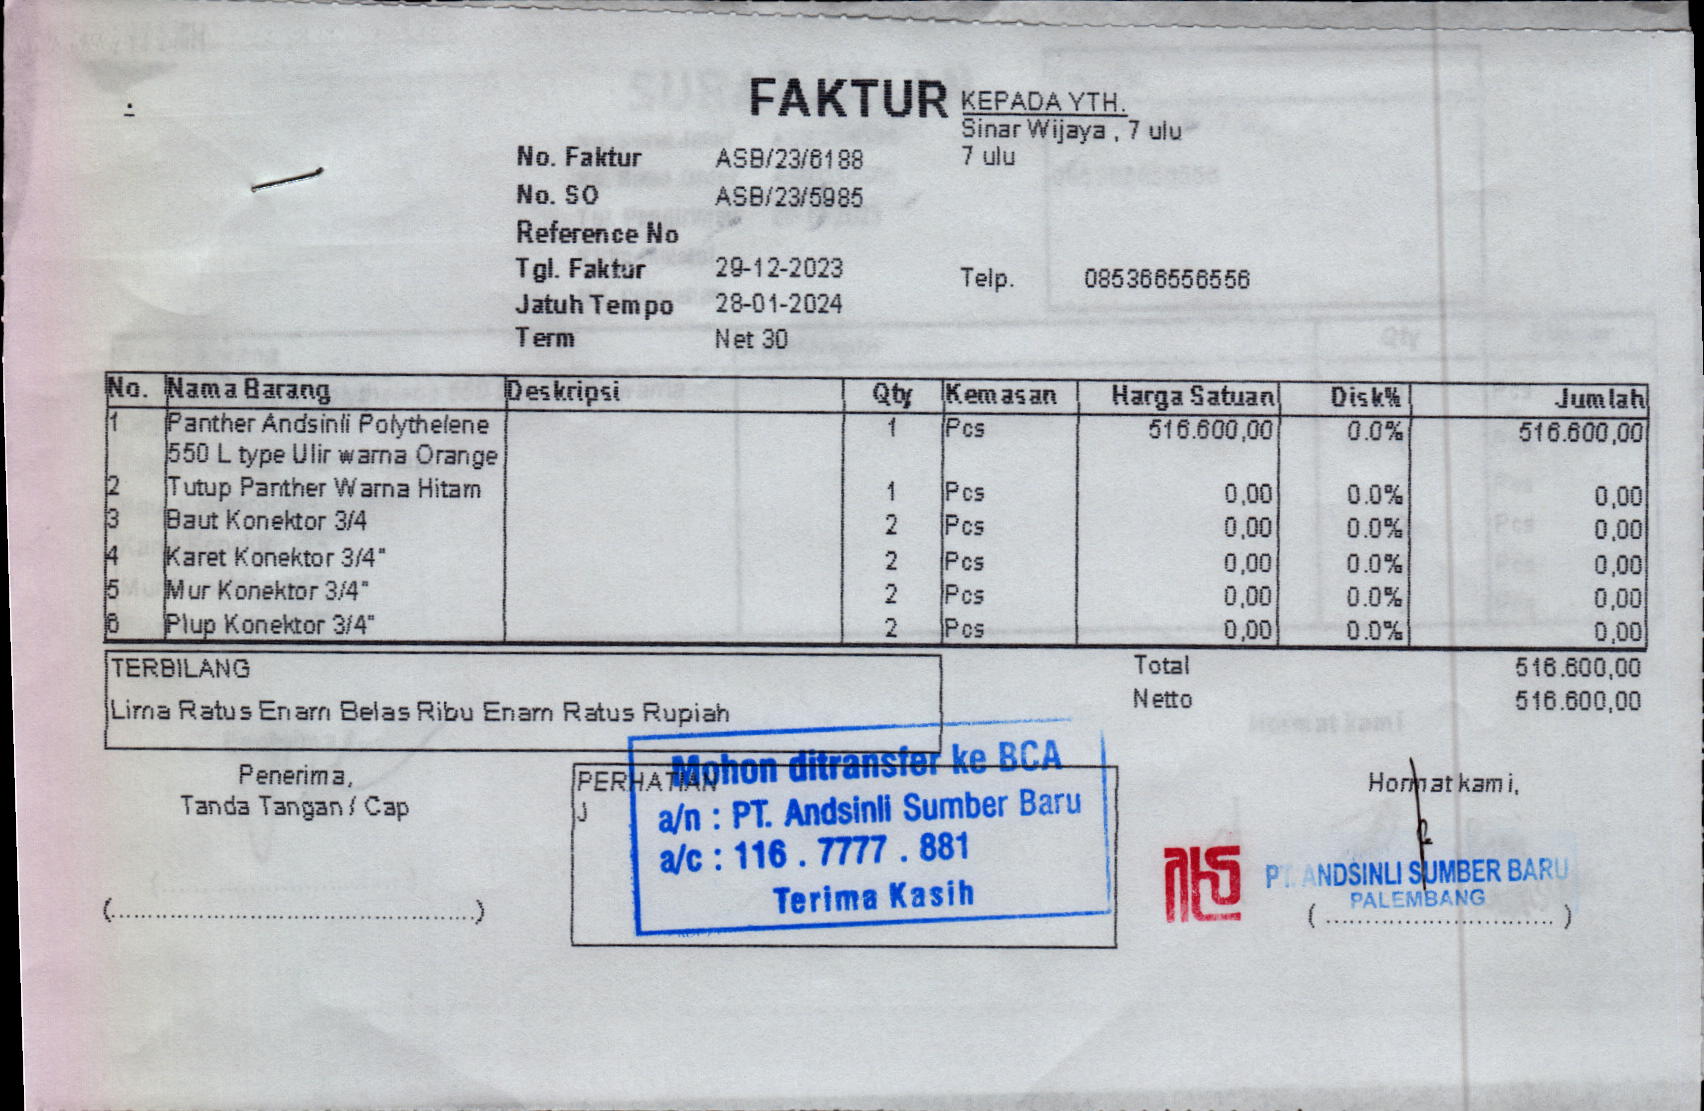 FAKTUR
KEPADA YTH.
Sinar Wijaya , 7 ulu
7 ulu
No. Faktur ASB/23/6188
No. SO ASB/23/5985
Reference No
Tgl. Faktur 29-12-2023
Telp. 085366556556
Jatuh Tempo 28-01-2024
Term Net 30
No. Nama Barang Deskripsi Qty Kemasan Harga Satuan Disk% Jumlah
1 Panther Andsinli Polythelene 1 Pcs 516.600,00 0.0% 516.600,00
550 L type Ulir warna Orange
2 Tutup Panther Warna Hitam 1 Pcs 0,00 0.0% 0,00
3 Baut Konektor 3/4 2 Pcs 0,00 0.0% 0,00
4 Karet Konektor 3/4" 2 Pcs 0,00 0.0% 0,00
5 Mur Konektor 3/4" 2 Pcs 0,00 0.0% 0,00
6 Plup Konektor 3/4" 2 Pcs 0,00 0.0% 0,00
TERBILANG
Lima Ratus Enam Belas Ribu Enam Ratus Rupiah
Total 516.600,00
Netto 516.600,00
Penerima,
Tanda Tangan / Cap
(................................................)
PERHATIAN
J
Mohon ditransfer ke BCA
a/n : PT. Andsinli Sumber Baru
a/c : 116 . 7777 . 881
Terima Kasih
Hormat kami,
PT. ANDSINLI SUMBER BARU
PALEMBANG
( .............................. )